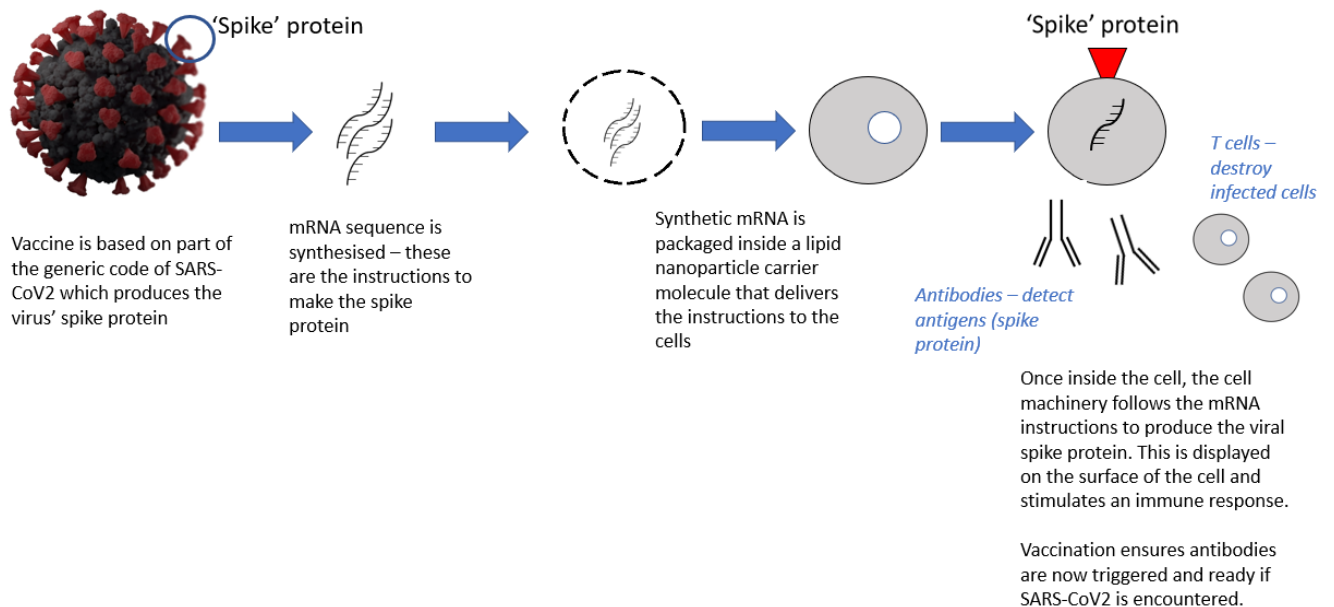 'Spike' protein
Vaccine is based on part of
the generic code of SARS-
CoV2 which produces the
virus' spike protein
mRNA sequence is
synthesised – these
are the instructions to
make the spike
protein
Synthetic mRNA is
packaged inside a lipid
nanoparticle carrier
molecule that delivers
the instructions to the
cells
'Spike' protein
T cells –
destroy
infected cells
Antibodies – detect
antigens (spike
protein)
Once inside the cell, the cell
machinery follows the mRNA
instructions to produce the viral
spike protein. This is displayed
on the surface of the cell and
stimulates an immune response.
Vaccination ensures antibodies
are now triggered and ready if
SARS-CoV2 is encountered.